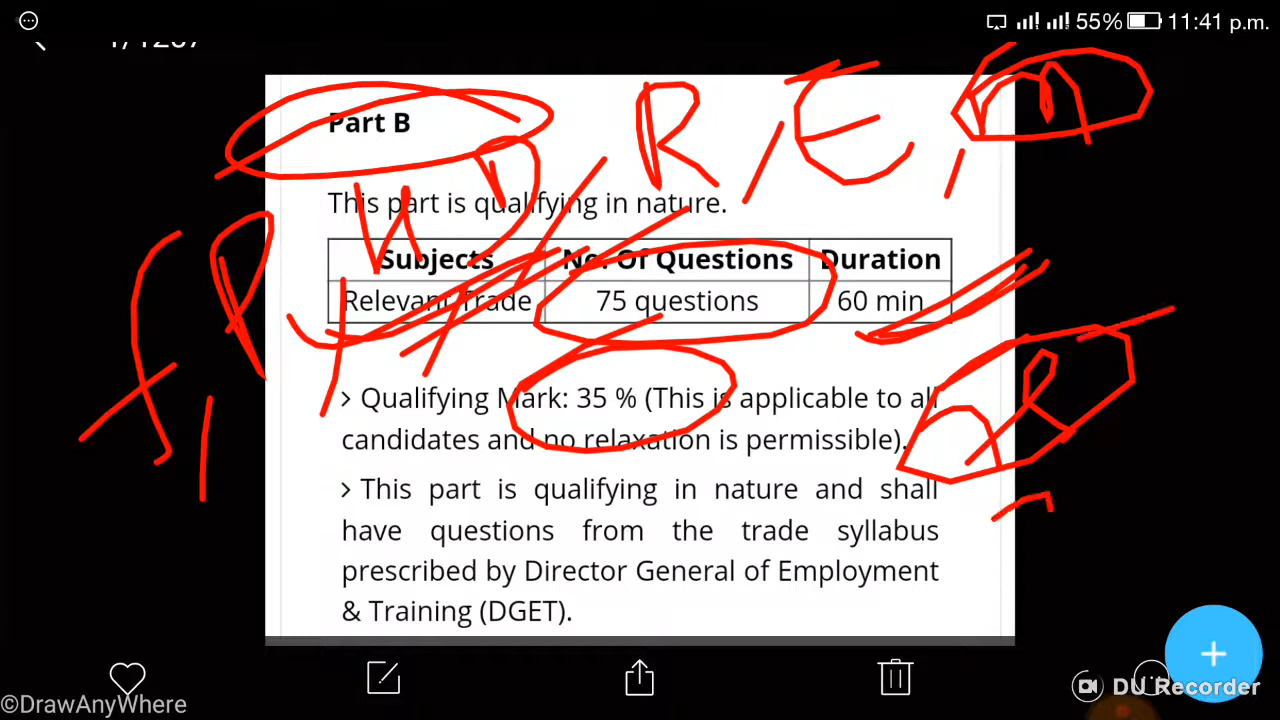 55% 11:41 p.m.
Part B
R, E, m
This part is qualifying in nature.
Subjects No. Of Questions Duration
Relevant Trade 75 questions 60 min
> Qualifying Mark: 35 % (This is applicable to all
candidates and no relaxation is permissible).
> This part is qualifying in nature and shall
have questions from the trade syllabus
prescribed by Director General of Employment
& Training (DGET).
©DrawAnyWhere
DU Recorder